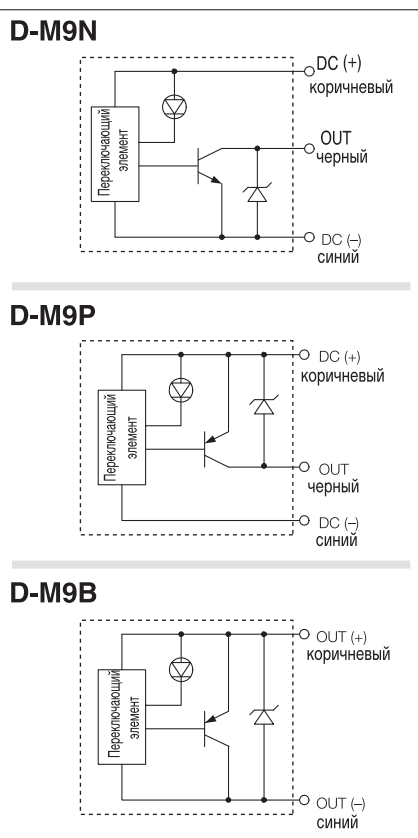 D-M9N
DC (+)
коричневый
Переключающий
элемент
OUT
черный
DC (–)
синий
D-M9P
DC (+)
коричневый
Переключающий
элемент
OUT
черный
DC (–)
синий
D-M9B
OUT (+)
коричневый
Переключающий
элемент
OUT (–)
синий